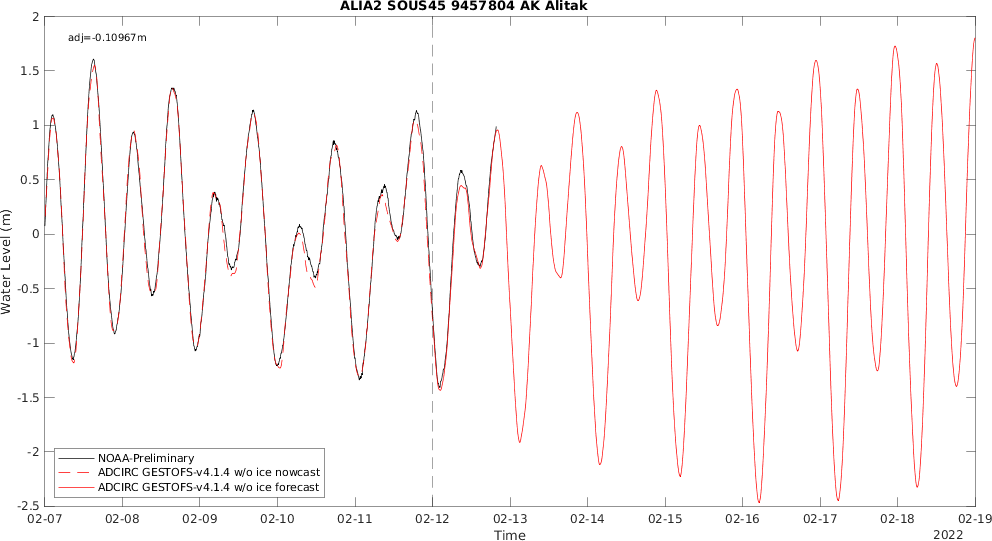 ALIA2 SOUS45 9457804 AK Alitak
adj=-0.10967m
2
1.5
1
0.5
0
-0.5
-1
-1.5
-2
-2.5
Water Level (m)
NOAA-Preliminary
ADCIRC GESTOFS-v4.1.4 w/o ice nowcast
ADCIRC GESTOFS-v4.1.4 w/o ice forecast
02-07 02-08 02-09 02-10 02-11 02-12 02-13 02-14 02-15 02-16 02-17 02-18 02-19
Time
2022